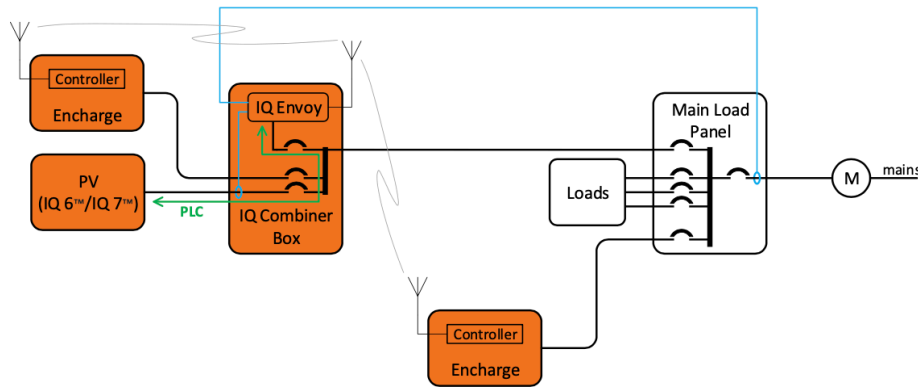 Controller
Encharge
IQ Envoy
Main Load
Panel
PV
(IQ 6™/IQ 7™)
PLC
IQ Combiner
Box
Loads
M
mains
Controller
Encharge